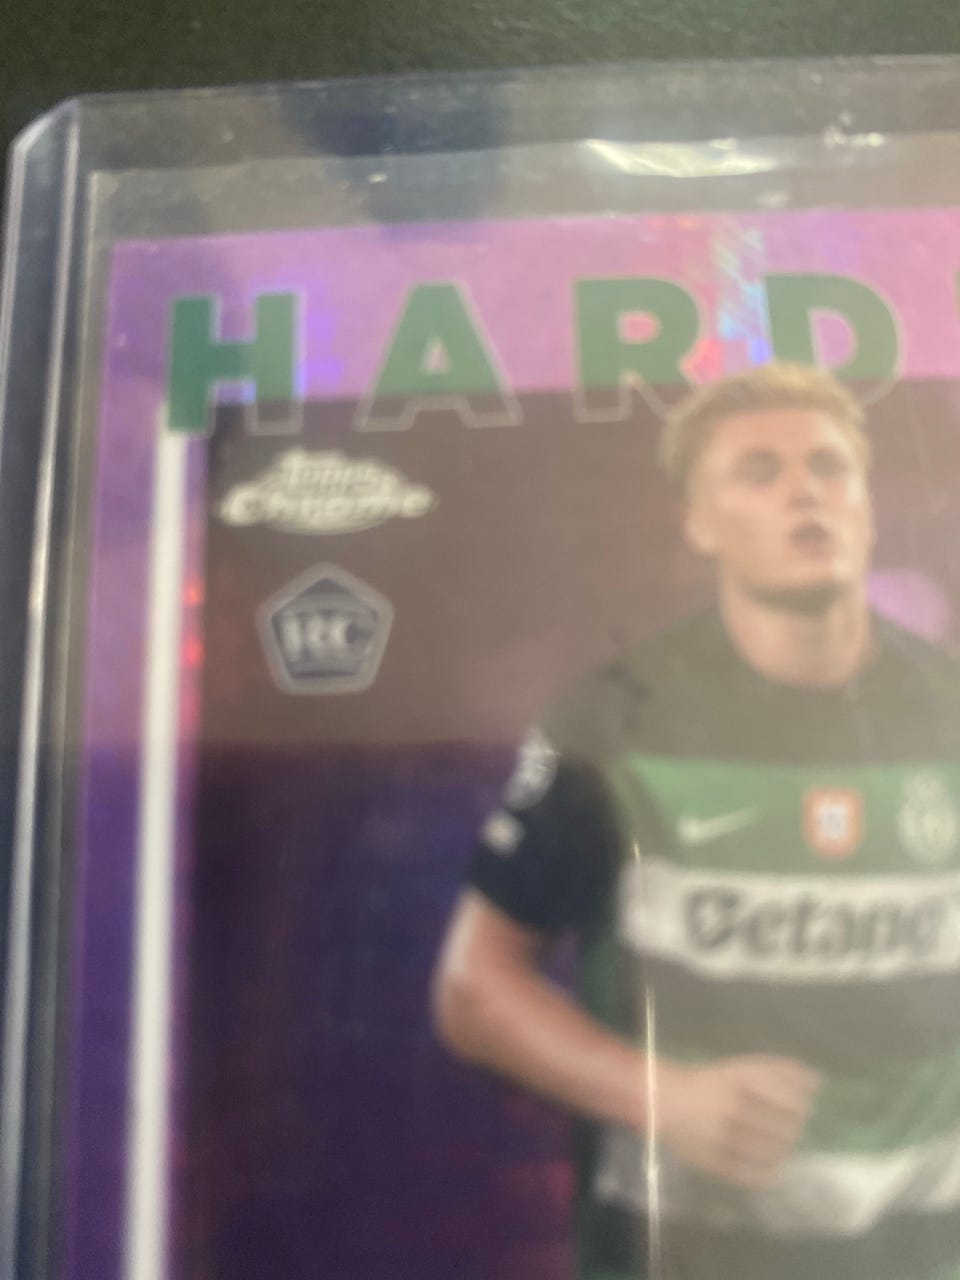 HARD
Topps
Chrome
RC
Betano